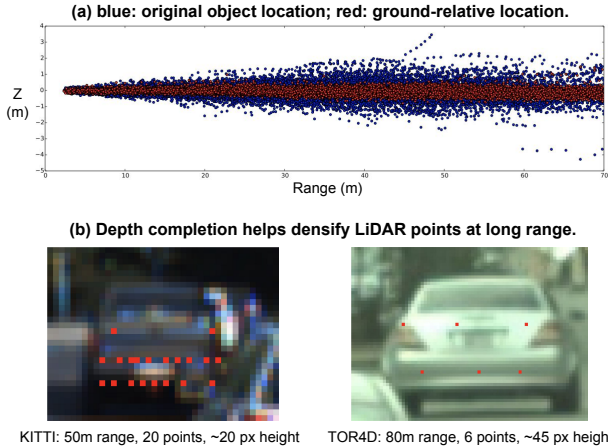 (a) blue: original object location; red: ground-relative location.
4
3
2
1
0
−1
−2
−3
−4
−5
Z
(m)
0 10 20 30 40 50 60 70
Range (m)
(b) Depth completion helps densify LiDAR points at long range.
KITTI: 50m range, 20 points, ~20 px height
TOR4D: 80m range, 6 points, ~45 px height